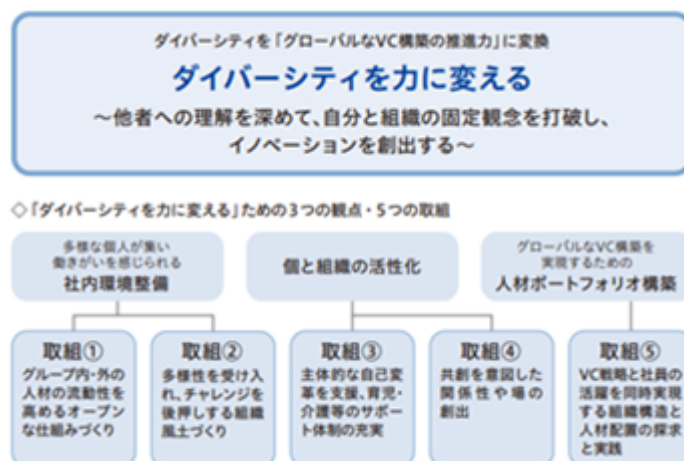 ダイバーシティを「グローバルなVC構築の推進力」に変換
ダイバーシティを力に変える
～他者への理解を深めて、自分と組織の固定観念を打破し、
イノベーションを創出する～
◇「ダイバーシティを力に変える」ための3つの観点・5つの取組
多様な個人が集い
働きがいを感じられる
社内環境整備
個と組織の活性化
グローバルなVC構築を
実現するための
人材ポートフォリオ構築
取組①
グループ内・外の
人材の流動性を
高めるオープン
な仕組みづくり
取組②
多様性を受け入
れ、チャレンジを
後押しする組織
風土づくり
取組③
主体的な自己変
革を支援、育児・
介護等のサポー
ト体制の充実
取組④
共創を意図した
関係性や場の
創出
取組⑤
VC戦略と社員の
活躍を同時実現
する組織構造と
人材配置の探求
と実践